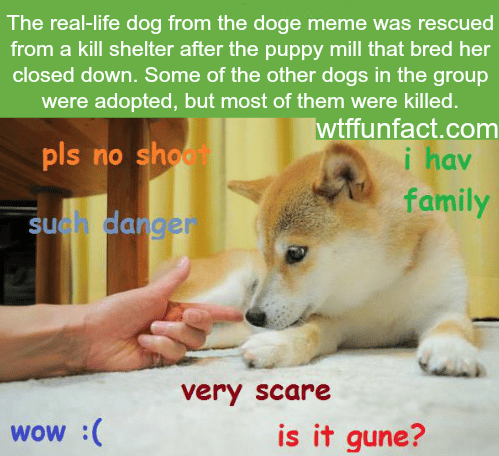 The real-life dog from the doge meme was rescued
from a kill shelter after the puppy mill that bred her
closed down. Some of the other dogs in the group
were adopted, but most of them were killed.
wtffunfact.com
pls no shoot
i hav
family
such danger
very scare
wow :(
is it gune?